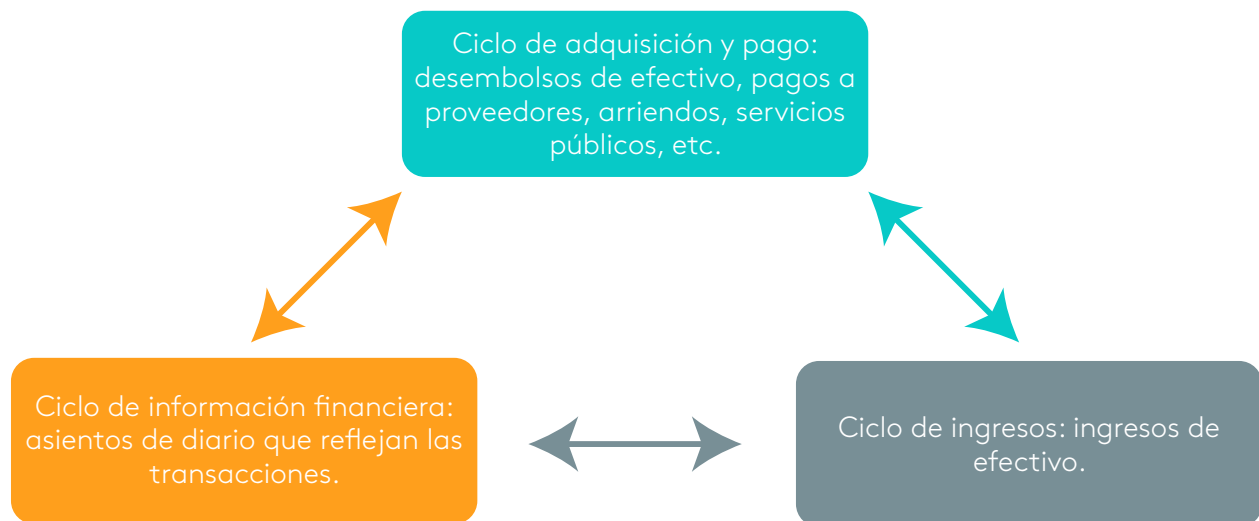 Ciclo de adquisición y pago:
desembolsos de efectivo, pagos a
proveedores, arriendos, servicios
públicos, etc.
Ciclo de información financiera:
asientos de diario que reflejan las
transacciones.
Ciclo de ingresos: ingresos de
efectivo.